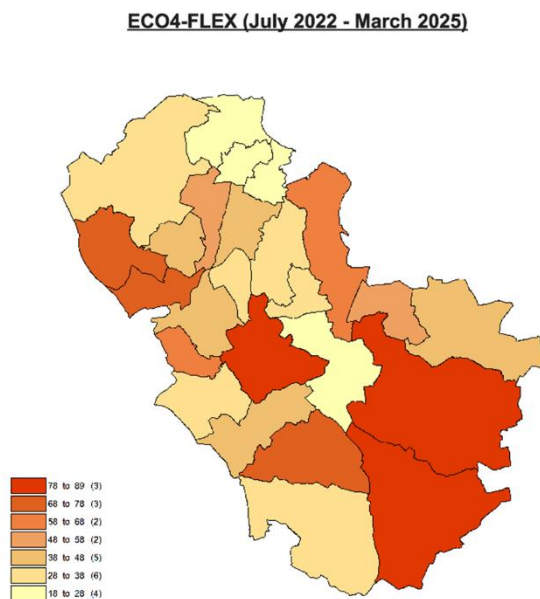 ECO4-FLEX (July 2022 - March 2025)
78 to 89 (3)
68 to 78 (3)
58 to 68 (2)
48 to 58 (2)
38 to 48 (5)
28 to 38 (6)
18 to 28 (4)